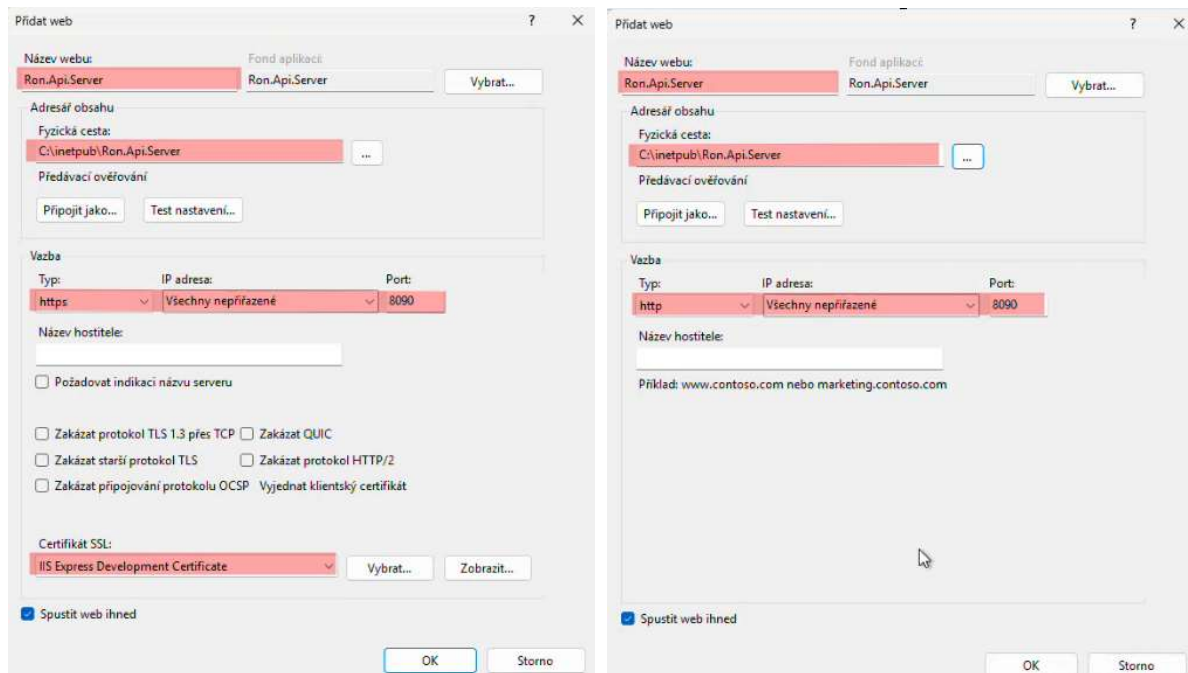 Přidat web ? ×
Název webu: Fond aplikací:
Ron.Api.Server Ron.Api.Server Vybrat...
Adresář obsahu
Fyzická cesta:
C:\inetpub\Ron.Api.Server ...
Předávací ověřování
Připojit jako... Test nastavení...
Vazba
Typ: IP adresa: Port:
https Všechny nepřiřazené 8090
Název hostitele:
Požadovat indikaci názvu serveru
Zakázat protokol TLS 1.3 přes TCP Zakázat QUIC
Zakázat starší protokol TLS Zakázat protokol HTTP/2
Zakázat připojování protokolu OCSP Vyjednat klientský certifikát
Certifikát SSL:
IIS Express Development Certificate Vybrat... Zobrazit...
Spustit web ihned
OK Storno
Přidat web ? ×
Název webu: Fond aplikací:
Ron.Api.Server Ron.Api.Server Vybrat...
Adresář obsahu
Fyzická cesta:
C:\inetpub\Ron.Api.Server ...
Předávací ověřování
Připojit jako... Test nastavení...
Vazba
Typ: IP adresa: Port:
http Všechny nepřiřazené 8090
Název hostitele:
Příklad: www.contoso.com nebo marketing.contoso.com
Spustit web ihned
OK Storno